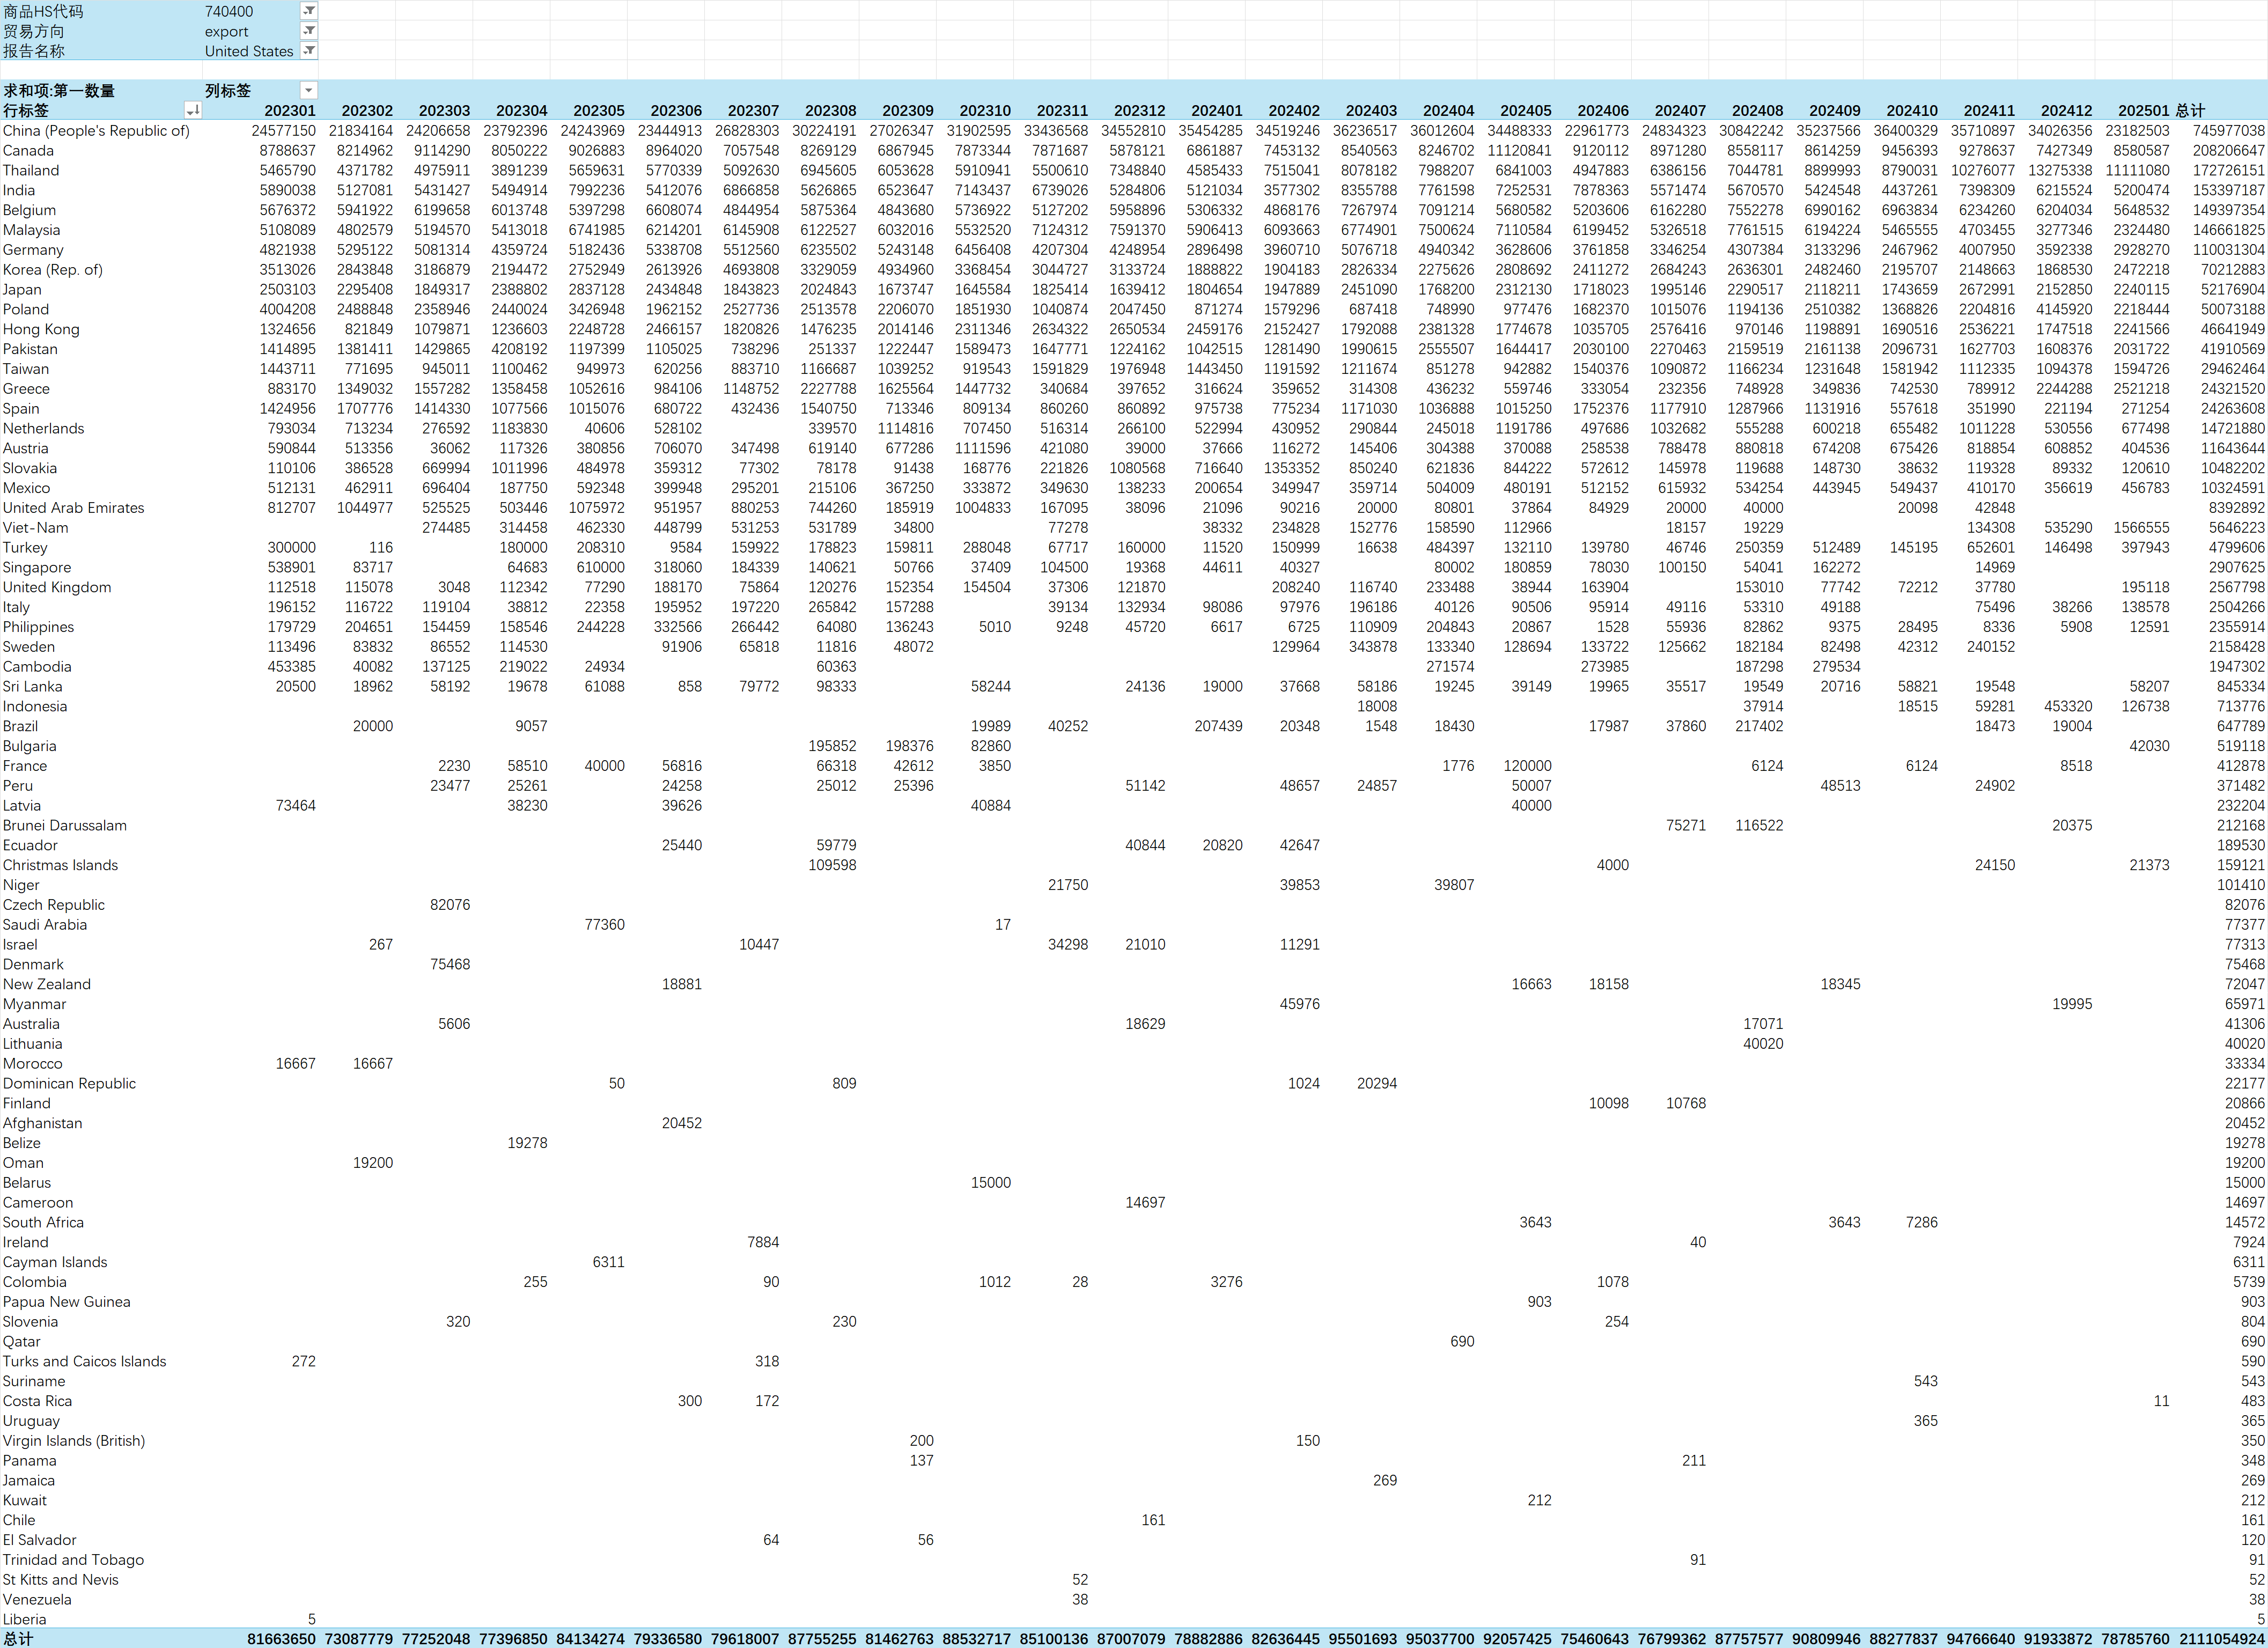 商品HS代码 740400
贸易方向 export
报告名称 United States
求和项:第一数量 列标签
行标签 202301 202302 202303 202304 202305 202306 202307 202308 202309 202310 202311 202312 202401 202402 202403 202404 202405 202406 202407 202408 202409 202410 202411 202412 202501 总计
China (People's Republic of) 24577150 21834164 24206658 23792396 24243969 23444913 26828303 30224191 27026347 31902595 33436568 34552810 35454285 34519246 36236517 36012604 34488333 22961773 24834323 30842242 35237566 36400329 35710897 34026356 23182503 745977038
Canada 8788637 8214962 9114290 8050222 9026883 8964020 7057548 8269129 6867945 7873344 7871687 5878121 6861887 7453132 8540563 8246702 11120841 9120112 8971280 8558117 8614259 9456393 9278637 7427349 8580587 208206647
Thailand 5465790 4371782 4975911 3891239 5659631 5770339 5092630 6945605 6053628 5910941 5500610 7348840 4585433 7515041 8078182 7988207 6841003 4947883 6386156 7044781 8899993 8790031 10276077 13275338 11111080 172726151
India 5890038 5127081 5431427 5494914 7992236 5412076 6866858 5626865 6523647 7143437 6739026 5284806 5121034 3577302 8355788 7761598 7252531 7878363 5571474 5670570 5424548 4437261 7398309 6215524 5200474 153397187
Belgium 5676372 5941922 6199658 6013748 5397298 6608074 4844954 5875364 4843680 5736922 5127202 5958896 5306332 4868176 7267974 7091214 5680582 5203606 6162280 7552278 6990162 6963834 6234260 6204034 5648532 149397354
Malaysia 5108089 4802579 5194570 5413018 6741985 6214201 6145908 6122527 6032016 5532520 7124312 7591370 5906413 6093663 6774901 7500624 7110584 6199452 5326518 7761515 6194224 5465555 4703455 3277346 2324480 146661825
Germany 4821938 5295122 5081314 4359724 5182436 5338708 5512560 6235502 5243148 6456408 4207304 4248954 2896498 3960710 5076718 4940342 3628606 3761858 3346254 4307384 3133296 2467962 4007950 3592338 2928270 110031304
Korea (Rep. of) 3513026 2843848 3186879 2194472 2752949 2613926 4693808 3329059 4934960 3368454 3044727 3133724 1888822 1904183 2826334 2275626 2808692 2411272 2684243 2636301 2482460 2195707 2148663 1868530 2472218 70212883
Japan 2503103 2295408 1849317 2388802 2837128 2434848 1843823 2024843 1673747 1645584 1825414 1639412 1804654 1947889 2451090 1768200 2312130 1718023 1995146 2290517 2118211 1743659 2672991 2152850 2240115 52176904
Poland 4004208 2488848 2358946 2440024 3426948 1962152 2527736 2513578 2206070 1851930 1040874 2047450 871274 1579296 687418 748990 977476 1682370 1015076 1194136 2510382 1368826 2204816 4145920 2218444 50073188
Hong Kong 1324656 821849 1079871 1236603 2248728 2466157 1820826 1476235 2014146 2311346 2634322 2650534 2459176 2152427 1792088 2381328 1774678 1035705 2576416 970146 1198891 1690516 2536221 1747518 2241566 46641949
Pakistan 1414895 1381411 1429865 4208192 1197399 1105025 738296 251337 1222447 1589473 1647771 1224162 1042515 1281490 1990615 2555507 1644417 2030100 2270463 2159519 2161138 2096731 1627703 1608376 2031722 41910569
Taiwan 1443711 771695 945011 1100462 949973 620256 883710 1166687 1039252 919543 1591829 1976948 1443450 1191592 1211674 851278 942882 1540376 1090872 1166234 1231648 1581942 1112335 1094378 1594726 29462464
Greece 883170 1349032 1557282 1358458 1052616 984106 1148752 2227788 1625564 1447732 340684 397652 316624 359652 314308 436232 559746 333054 232356 748928 349836 742530 789912 2244288 2521218 24321520
Spain 1424956 1707776 1414330 1077566 1015076 680722 432436 1540750 713346 809134 860260 860892 975738 775234 1171030 1036888 1015250 1752376 1177910 1287966 1131916 557618 351990 221194 271254 24263608
Netherlands 793034 713234 276592 1183830 40606 528102 339570 1114816 707450 516314 266100 522994 430952 290844 245018 1191786 497686 1032682 555288 600218 655482 1011228 530556 677498 14721880
Austria 590844 513356 36062 117326 380856 706070 347498 619140 677286 1111596 421080 39000 37666 116272 145406 304388 370088 258538 788478 880818 674208 675426 818854 608852 404536 11643644
Slovakia 110106 386528 669994 1011996 484978 359312 77302 78178 91438 168776 221826 1080568 716640 1353352 850240 621836 844222 572612 145978 119688 148730 38632 119328 89332 120610 10482202
Mexico 512131 462911 696404 187750 592348 399948 295201 215106 367250 333872 349630 138233 200654 349947 359714 504009 480191 512152 615932 534254 443945 549437 410170 356619 456783 10324591
United Arab Emirates 812707 1044977 525525 503446 1075972 951957 880253 744260 185919 1004833 167095 38096 21096 90216 20000 80801 37864 84929 20000 40000 20098 42848 8392892
Viet-Nam 274485 314458 462330 448799 531253 531789 34800 77278 38332 234828 152776 158590 112966 18157 19229 134308 535290 1566555 5646223
Turkey 300000 116 180000 208310 9584 159922 178823 159811 288048 67717 160000 11520 150999 16638 484397 132110 139780 46746 250359 512489 145195 652601 146498 397943 4799606
Singapore 538901 83717 64683 610000 318060 184339 140621 50766 37409 104500 19368 44611 40327 80002 180859 78030 100150 54041 162272 14969 2907625
United Kingdom 112518 115078 3048 112342 77290 188170 75864 120276 152354 154504 37306 121870 208240 116740 233488 38944 163904 153010 77742 72212 37780 195118 2567798
Italy 196152 116722 119104 38812 22358 195952 197220 265842 157288 39134 132934 98086 97976 196186 40126 90506 95914 49116 53310 49188 75496 38266 138578 2504266
Philippines 179729 204651 154459 158546 244228 332566 266442 64080 136243 5010 9248 45720 6617 6725 110909 204843 20867 1528 55936 82862 9375 28495 8336 5908 12591 2355914
Sweden 113496 83832 86552 114530 91906 65818 11816 48072 129964 343878 133340 128694 133722 125662 182184 82498 42312 240152 2158428
Cambodia 453385 40082 137125 219022 24934 60363 271574 273985 187298 279534 1947302
Sri Lanka 20500 18962 58192 19678 61088 858 79772 98333 58244 24136 19000 37668 58186 19245 39149 19965 35517 19549 20716 58821 19548 58207 845334
Indonesia 18008 37914 18515 59281 453320 126738 713776
Brazil 20000 9057 19989 40252 207439 20348 1548 18430 17987 37860 217402 18473 19004 647789
Bulgaria 195852 198376 82860 42030 519118
France 2230 58510 40000 56816 66318 42612 3850 1776 120000 6124 6124 8518 412878
Peru 23477 25261 24258 25012 25396 51142 48657 24857 50007 48513 24902 371482
Latvia 73464 38230 39626 40884 40000 232204
Brunei Darussalam 75271 116522 20375 212168
Ecuador 25440 59779 40844 20820 42647 189530
Christmas Islands 109598 4000 24150 21373 159121
Niger 21750 39853 39807 101410
Czech Republic 82076 82076
Saudi Arabia 77360 17 77377
Israel 267 10447 34298 21010 11291 77313
Denmark 75468 75468
New Zealand 18881 16663 18158 18345 72047
Myanmar 45976 19995 65971
Australia 5606 18629 17071 41306
Lithuania 40020 40020
Morocco 16667 16667 33334
Dominican Republic 50 809 1024 20294 22177
Finland 10098 10768 20866
Afghanistan 20452 20452
Belize 19278 19278
Oman 19200 19200
Belarus 15000 15000
Cameroon 14697 14697
South Africa 3643 3643 7286 14572
Ireland 7884 40 7924
Cayman Islands 6311 6311
Colombia 255 90 1012 28 3276 1078 5739
Papua New Guinea 903 903
Slovenia 320 230 254 804
Qatar 690 690
Turks and Caicos Islands 272 318 590
Suriname 543 543
Costa Rica 300 172 11 483
Uruguay 365 365
Virgin Islands (British) 200 150 350
Panama 137 211 348
Jamaica 269 269
Kuwait 212 212
Chile 161 161
El Salvador 64 56 120
Trinidad and Tobago 91 91
St Kitts and Nevis 52 52
Venezuela 38 38
Liberia 5 5
总计 81663650 73087779 77252048 77396850 84134274 79336580 79618007 87755255 81462763 88532717 85100136 87007079 78882886 82636445 95501693 95037700 92057425 75460643 76799362 87757577 90809946 88277837 94766640 91933872 78785760 2111054924